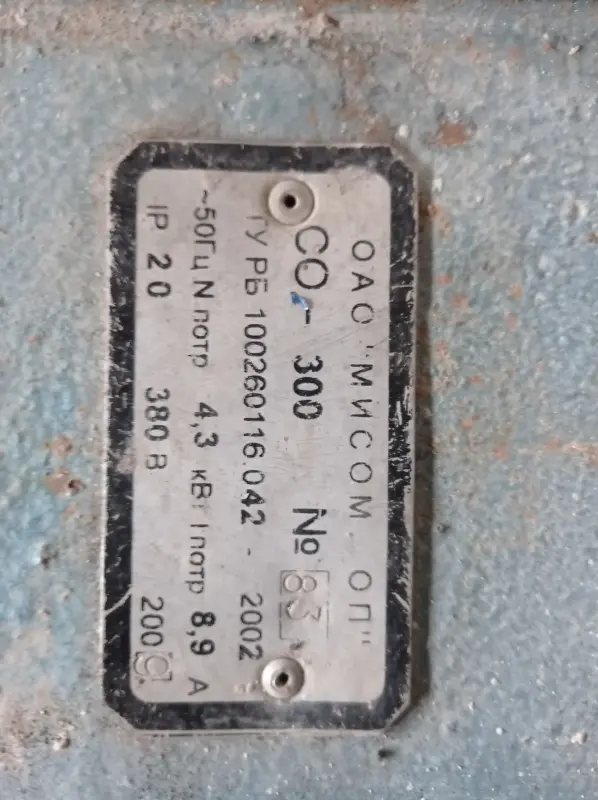 ОАО "МИСОМ - ОП"
СО - 300 № 83
ТУ РБ 100260116.042 - 2002
~50Гц N потр 4,3 кВт I потр 8,9 А
IP 20 380 В